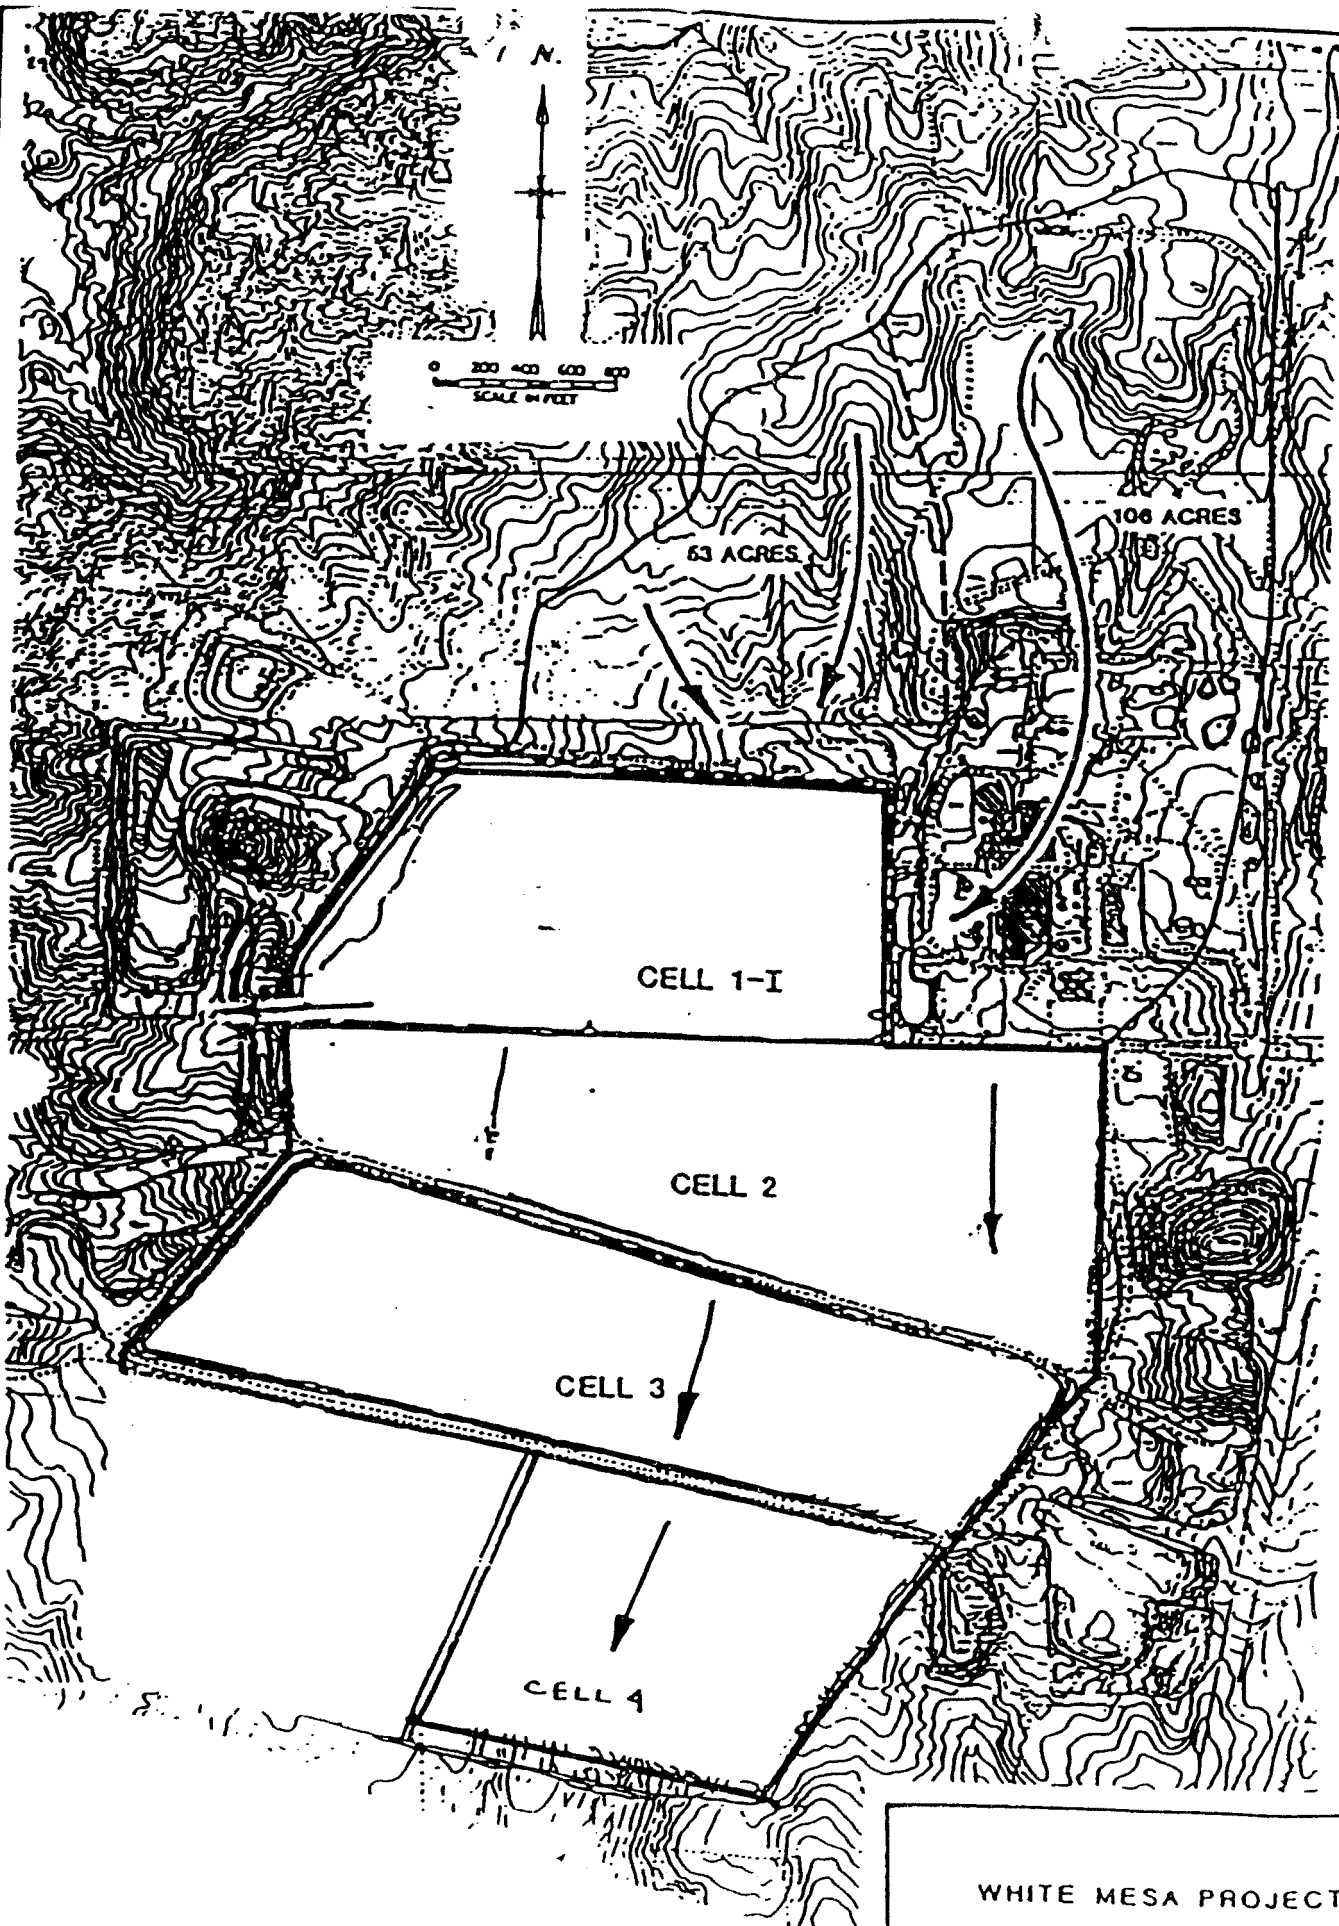 N.
0 200 400 600 800
SCALE IN FEET
106 ACRES
53 ACRES
CELL 1-I
CELL 2
CELL 3
CELL 4
WHITE MESA PROJECT